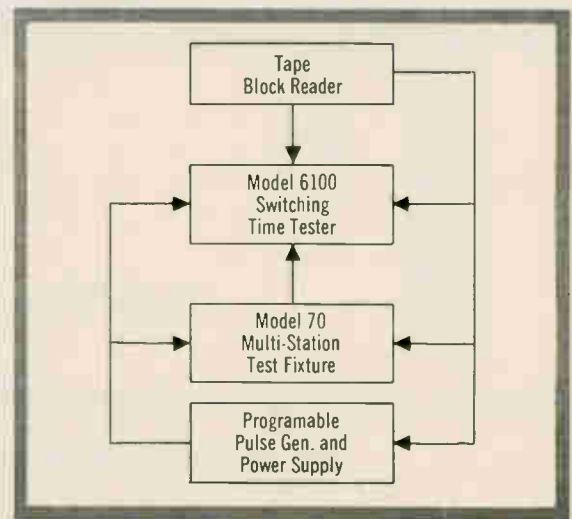 Tape
Block Reader
Model 6100
Switching
Time Tester
Model 70
Multi-Station
Test Fixture
Programable
Pulse Gen. and
Power Supply